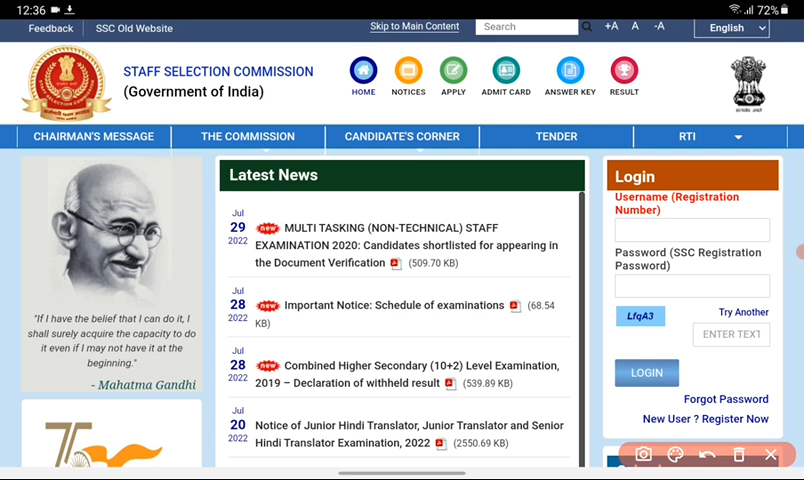 12:36
72%
Feedback
SSC Old Website
Skip to Main Content
Search
+A
A
-A
English
STAFF SELECTION COMMISSION
(Government of India)
HOME
NOTICES
APPLY
ADMIT CARD
ANSWER KEY
RESULT
CHAIRMAN'S MESSAGE
THE COMMISSION
CANDIDATE'S CORNER
TENDER
RTI
"If I have the belief that I can do it, I
shall surely acquire the capacity to do
it even if I may not have it at the
beginning."
- Mahatma Gandhi
75
Latest News
Jul
29
2022
new MULTI TASKING (NON-TECHNICAL) STAFF
EXAMINATION 2020: Candidates shortlisted for appearing in
the Document Verification (509.70 KB)
Jul
28
2022
new Important Notice: Schedule of examinations (68.54
KB)
Jul
28
2022
new Combined Higher Secondary (10+2) Level Examination,
2019 – Declaration of withheld result (539.89 KB)
Jul
20
2022
Notice of Junior Hindi Translator, Junior Translator and Senior
Hindi Translator Examination, 2022 (2550.69 KB)
Login
Username (Registration
Number)
Password (SSC Registration
Password)
LfqA3
Try Another
ENTER TEXT
LOGIN
Forgot Password
New User ? Register Now